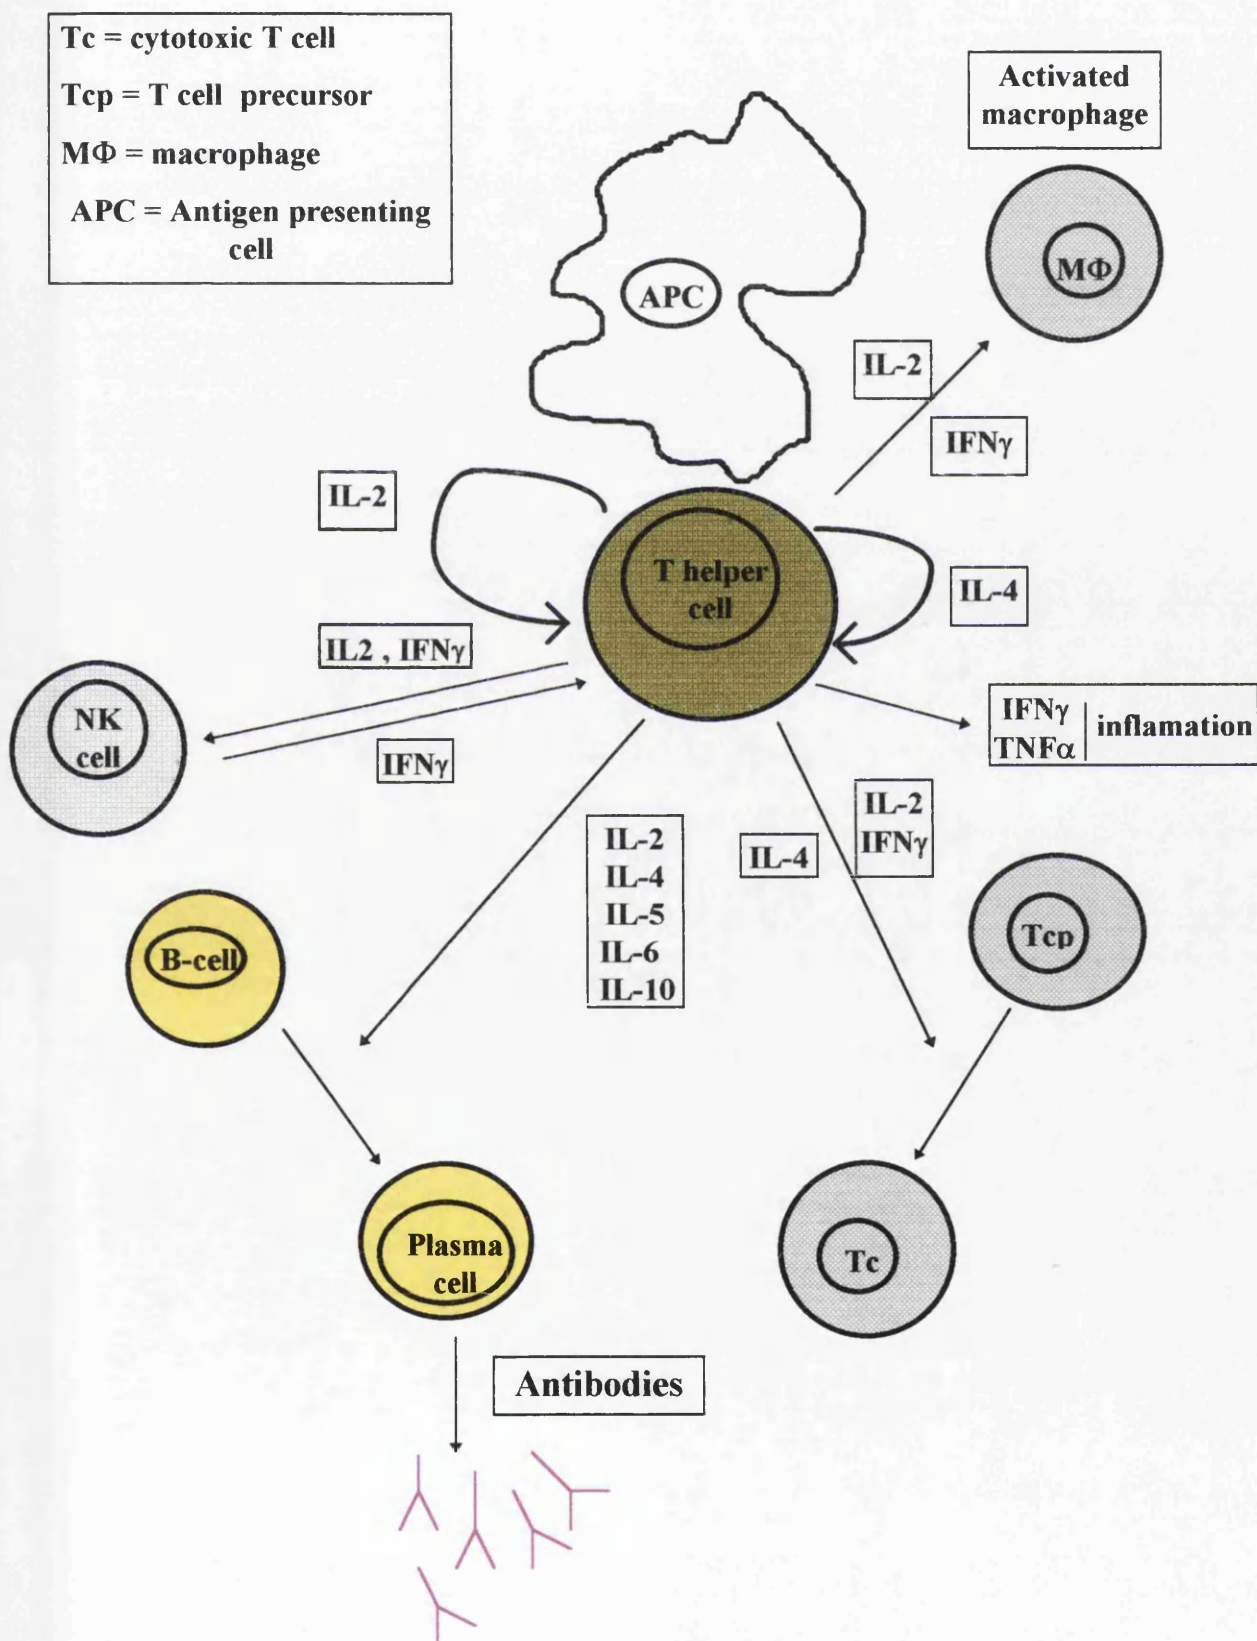 Tc = cytotoxic T cell
Tcp = T cell precursor
MΦ = macrophage
APC = Antigen presenting
cell
Activated
macrophage
MΦ
APC
IL-2
IFNγ
IL-2
T helper
cell
IL-4
IL2 , IFNγ
NK
cell
IFNγ
IFNγ
TNFα
inflamation
IL-2
IL-4
IL-5
IL-6
IL-10
IL-4
IL-2
IFNγ
B-cell
Tcp
Plasma
cell
Tc
Antibodies